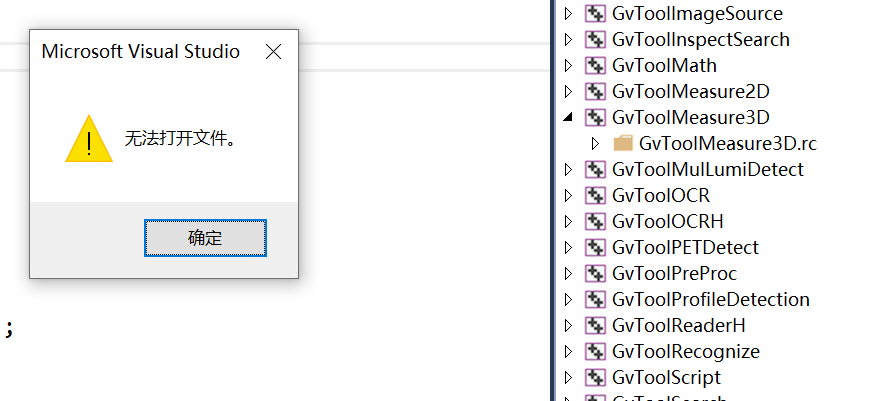 Microsoft Visual Studio
无法打开文件。
确定
;
GvToolImageSource
GvToolInspectSearch
GvToolMath
GvToolMeasure2D
GvToolMeasure3D
GvToolMeasure3D.rc
GvToolMulLumiDetect
GvToolOCR
GvToolOCRH
GvToolPETDetect
GvToolPreProc
GvToolProfileDetection
GvToolReaderH
GvToolRecognize
GvToolScript
GvToolSearch